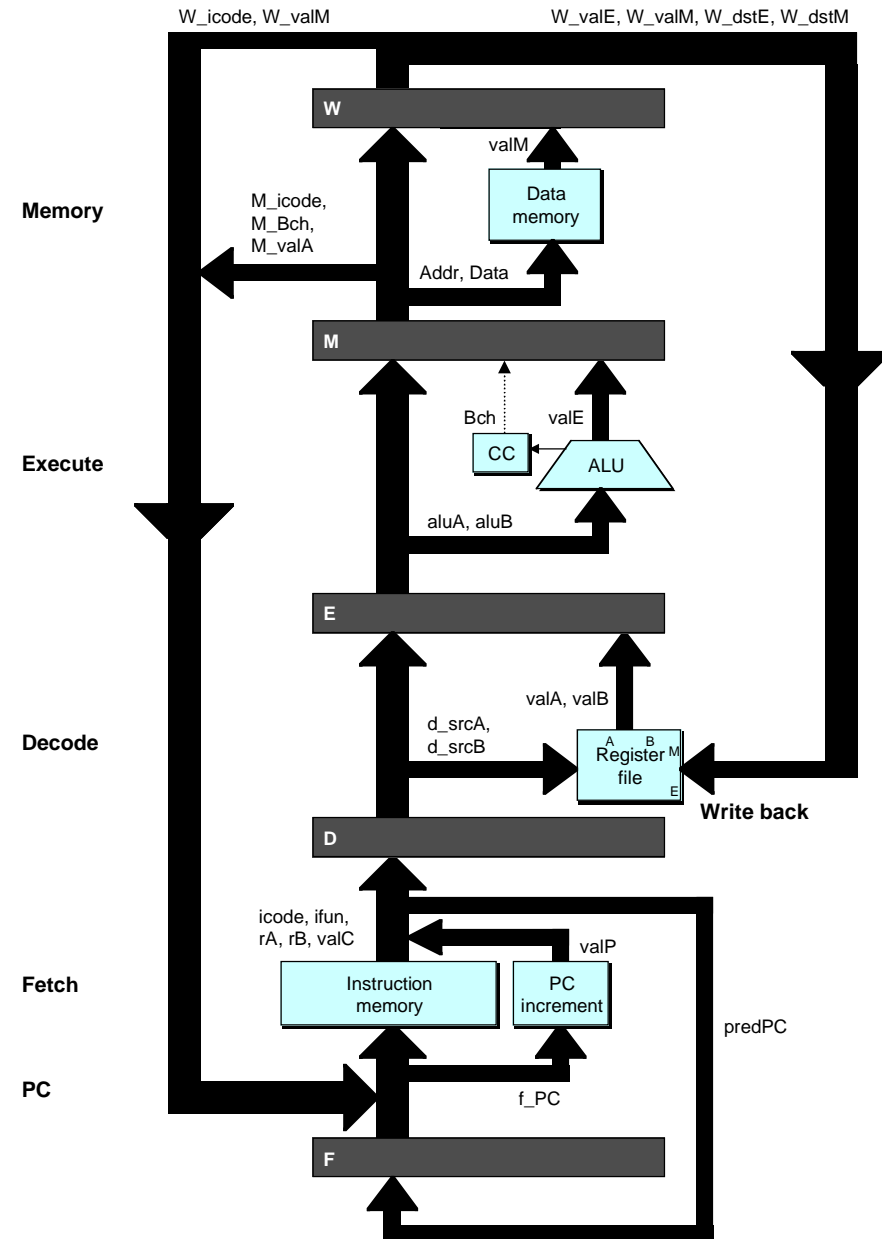 W_icode, W_valM
W_valE, W_valM, W_dstE, W_dstM
W
valM
Memory
Data
memory
M_icode,
M_Bch,
M_valA
Addr, Data
M
Bch
valE
Execute
CC
ALU
aluA, aluB
E
valA, valB
d_srcA,
d_srcB
Decode
A B
Register M
file
E
Write back
D
icode, ifun,
rA, rB, valC
valP
Fetch
Instruction
memory
PC
increment
predPC
PC
f_PC
F